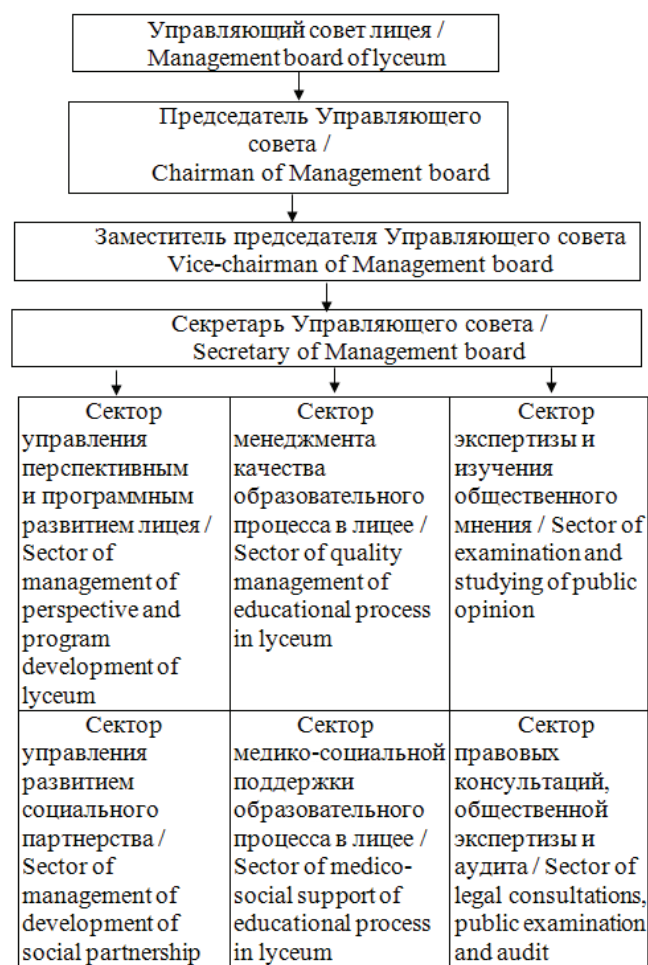 Управляющий совет лицея /
Management board of lyceum
Председатель Управляющего
совета /
Chairman of Management board
Заместитель председателя Управляющего совета
Vice-chairman of Management board
Секретарь Управляющего совета /
Secretary of Management board
Сектор
управления
перспективным
и программным
развитием лицея /
Sector of
management of
perspective and
program
development of
lyceum
Сектор
менеджмента
качества
образовательного
процесса в лицее /
Sector of quality
management of
educational process
in lyceum
Сектор
экспертизы и
изучения
общественного
мнения / Sector of
examination and
studying of public
opinion
Сектор
управления
развитием
социального
партнерства /
Sector of
management of
development of
social partnership
Сектор
медико-социальной
поддержки
образовательного
процесса в лицее /
Sector of medico-
social support of
educational process
in lyceum
Сектор
правовых
консультаций,
общественной
экспертизы и
аудита / Sector of
legal consultations,
public examination
and audit